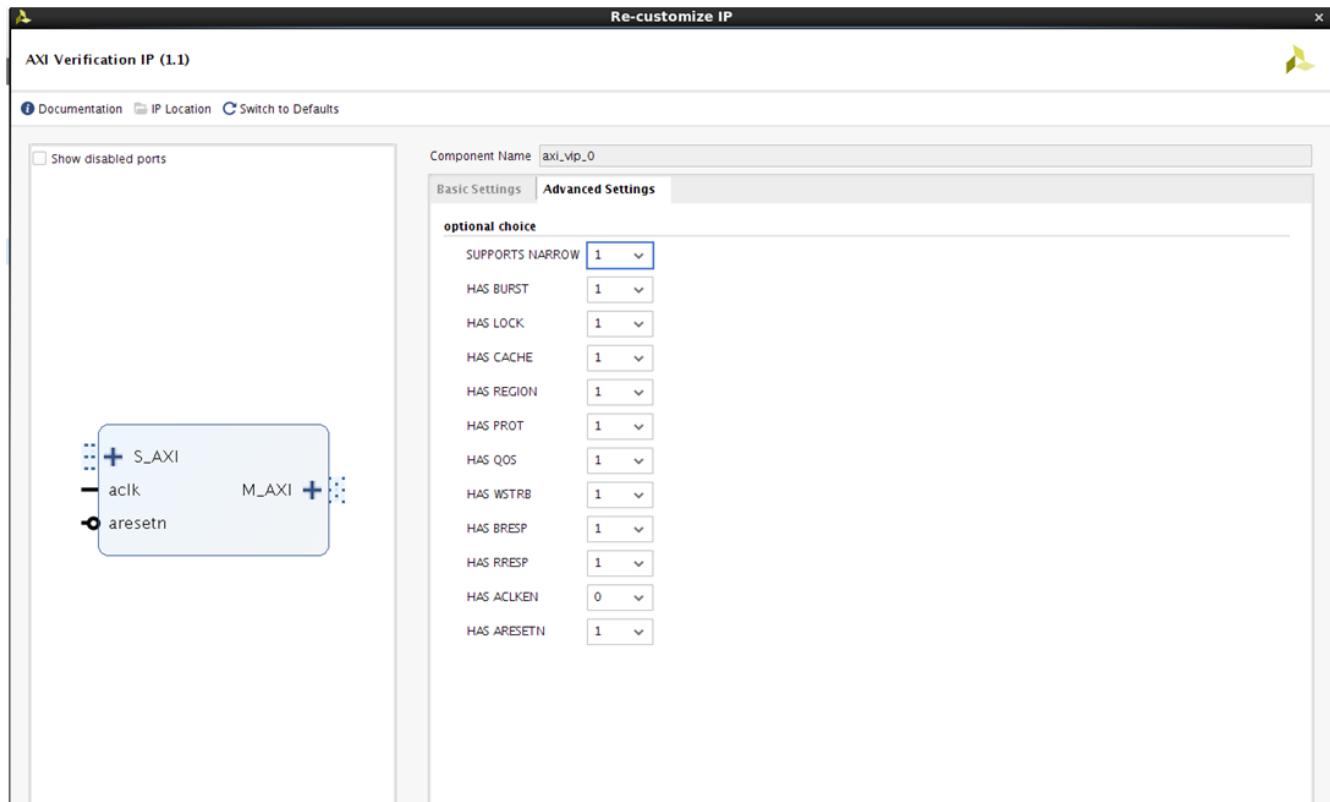 Re-customize IP
AXI Verification IP (1.1)
Documentation IP Location Switch to Defaults
Show disabled ports
S_AXI
aclk M_AXI
aresetn
Component Name axi_vip_0
Basic Settings Advanced Settings
optional choice
SUPPORTS NARROW 1
HAS BURST 1
HAS LOCK 1
HAS CACHE 1
HAS REGION 1
HAS PROT 1
HAS QOS 1
HAS WSTRB 1
HAS BRESP 1
HAS RRESP 1
HAS ACLKEN 0
HAS ARESETN 1